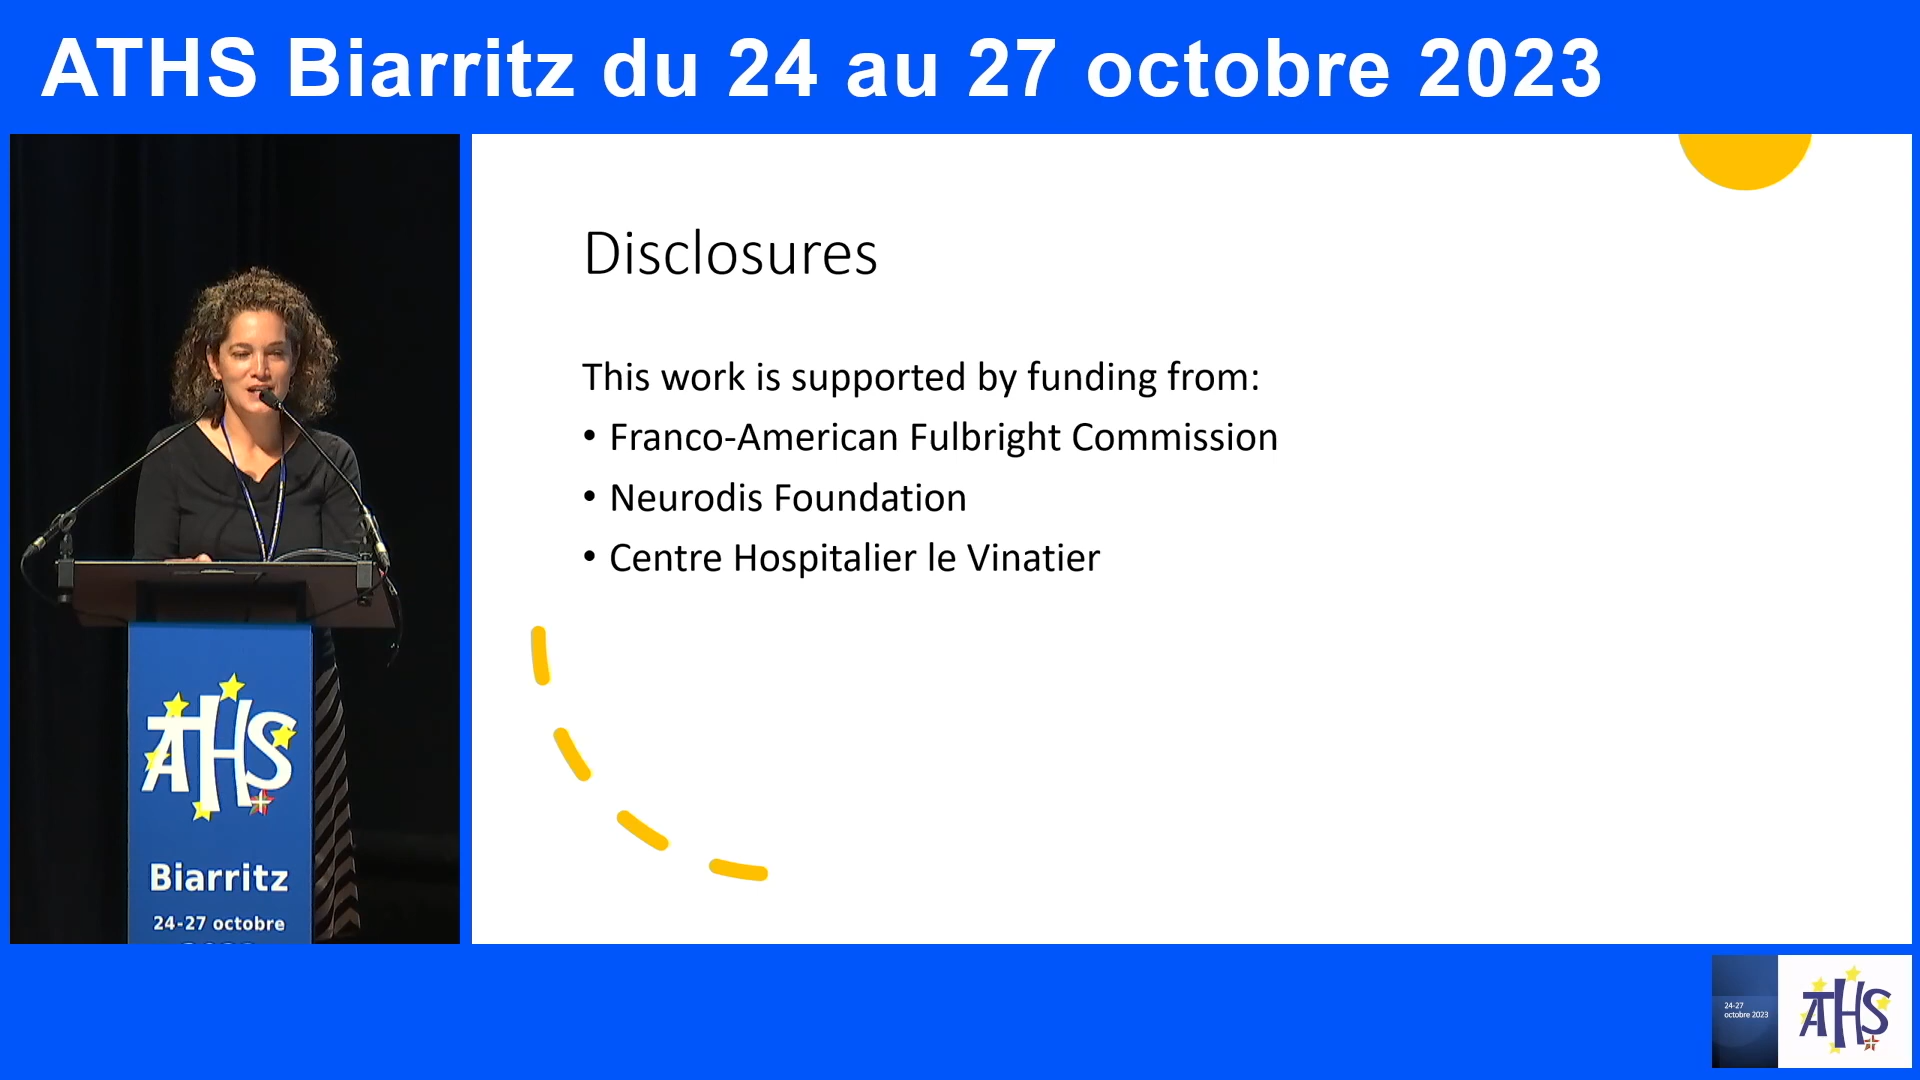 ATHS Biarritz du 24 au 27 octobre 2023
Disclosures
This work is supported by funding from:
• Franco-American Fulbright Commission
• Neurodis Foundation
• Centre Hospitalier le Vinatier
ATHS
Biarritz
24-27 octobre
24-27
octobre 2023
ATHS